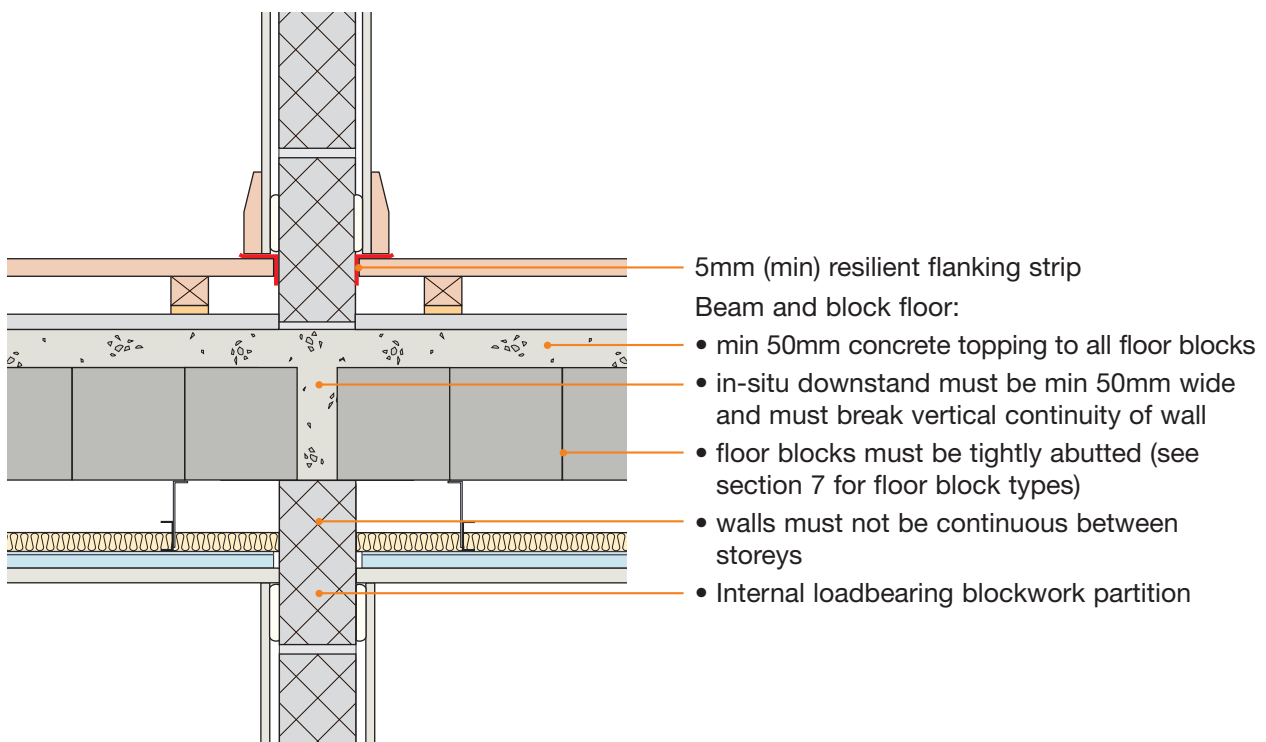 5mm (min) resilient flanking strip
Beam and block floor:
• min 50mm concrete topping to all floor blocks
• in-situ downstand must be min 50mm wide
and must break vertical continuity of wall
• floor blocks must be tightly abutted (see
section 7 for floor block types)
• walls must not be continuous between
storeys
• Internal loadbearing blockwork partition